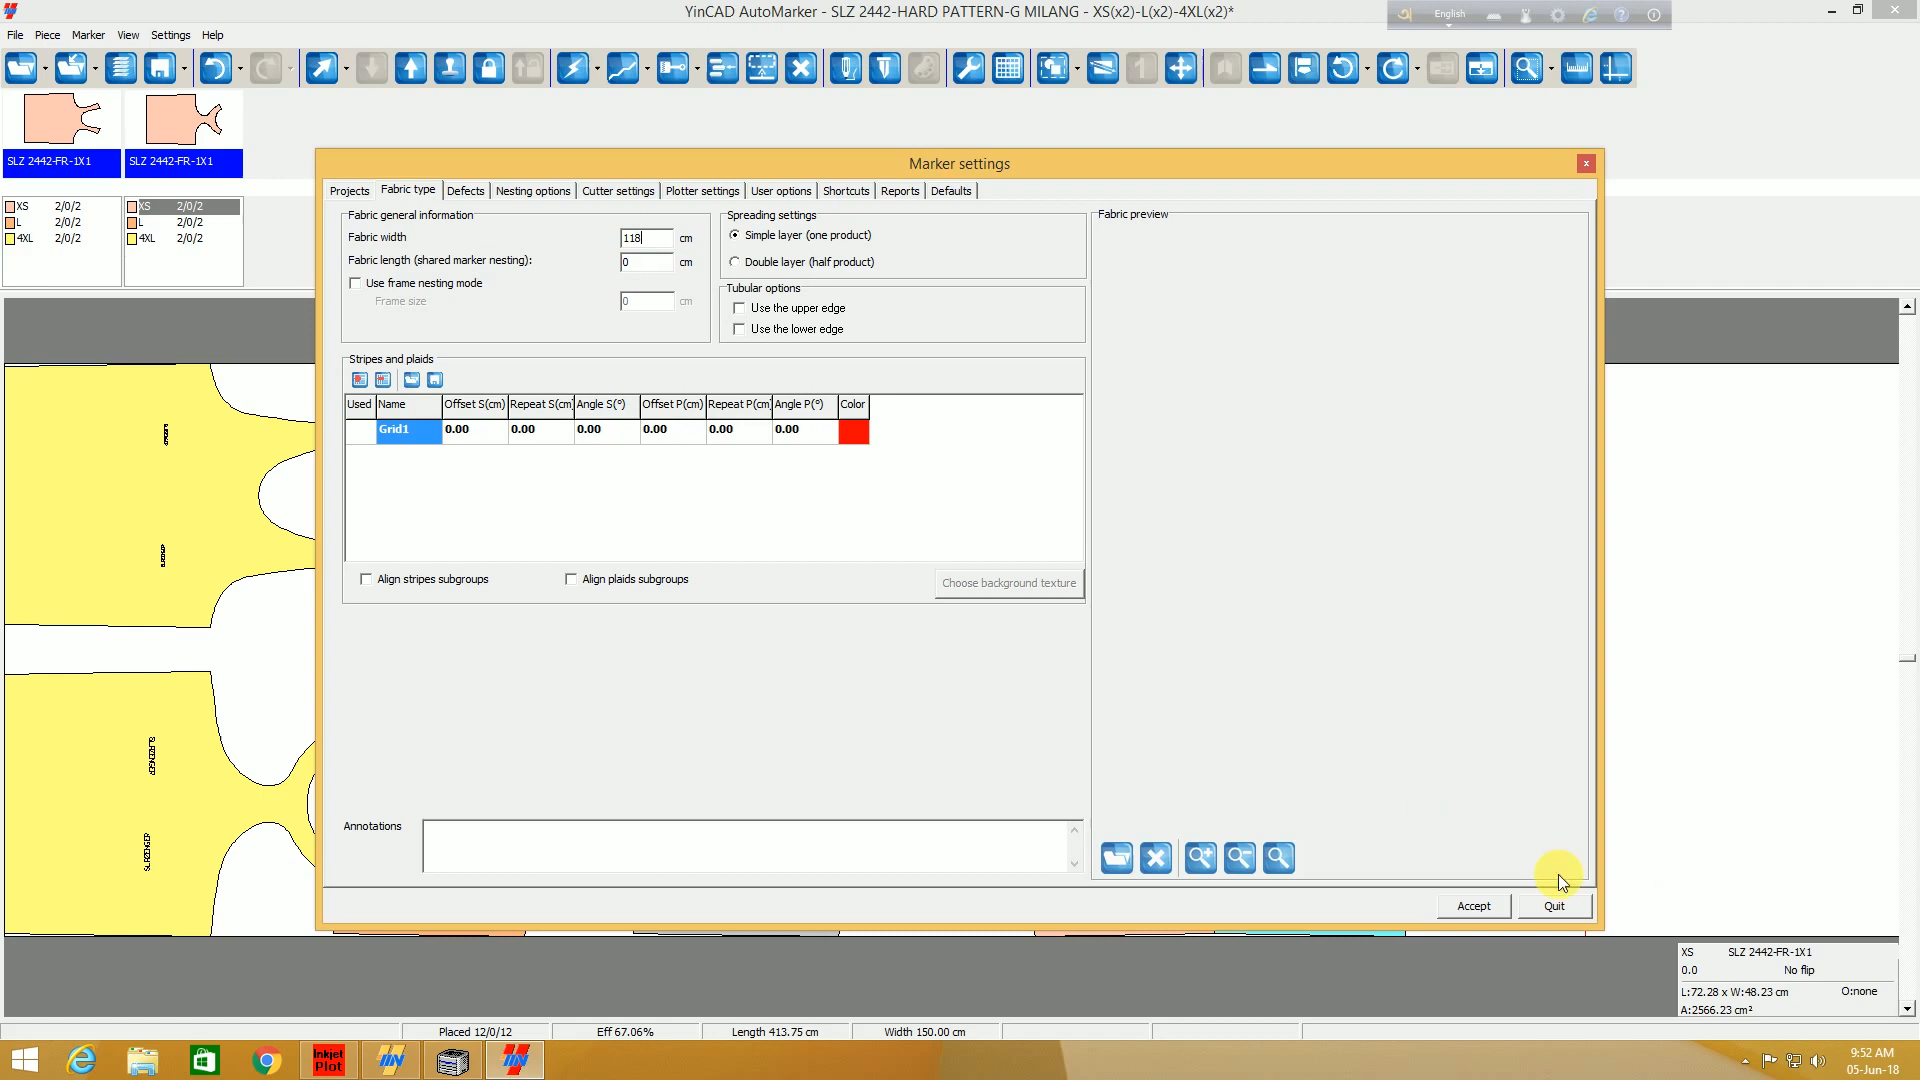 YinCAD AutoMarker - SLZ 2442-HARD PATTERN-G MILANG - XS(x2)-L(x2)-4XL(x2)*
English
File Piece Marker View Settings Help
SLZ 2442-FR-1X1 SLZ 2442-FR-1X1
XS 2/0/2 XS 2/0/2
L 2/0/2 L 2/0/2
4XL 2/0/2 4XL 2/0/2
Marker settings
Projects Fabric type Defects Nesting options Cutter settings Plotter settings User options Shortcuts Reports Defaults
Fabric general information Spreading settings Fabric preview
Fabric width 118 cm Simple layer (one product)
Fabric length (shared marker nesting): 0 cm Double layer (half product)
Use frame nesting mode Tubular options
Frame size 0 cm Use the upper edge
Use the lower edge
Stripes and plaids
Used Name Offset S(cm) Repeat S(cm Angle S(°) Offset P(cm) Repeat P(cm Angle P(°) Color
Grid1 0.00 0.00 0.00 0.00 0.00 0.00
Align stripes subgroups Align plaids subgroups Choose background texture
Annotations
Accept Quit
XS SLZ 2442-FR-1X1
0.0 No flip
L:72.28 x W:48.23 cm O:none
A:2566.23 cm²
Placed 12/0/12 Eff 67.06% Length 413.75 cm Width 150.00 cm
Inkjet
Plot
9:52 AM
05-Jun-18